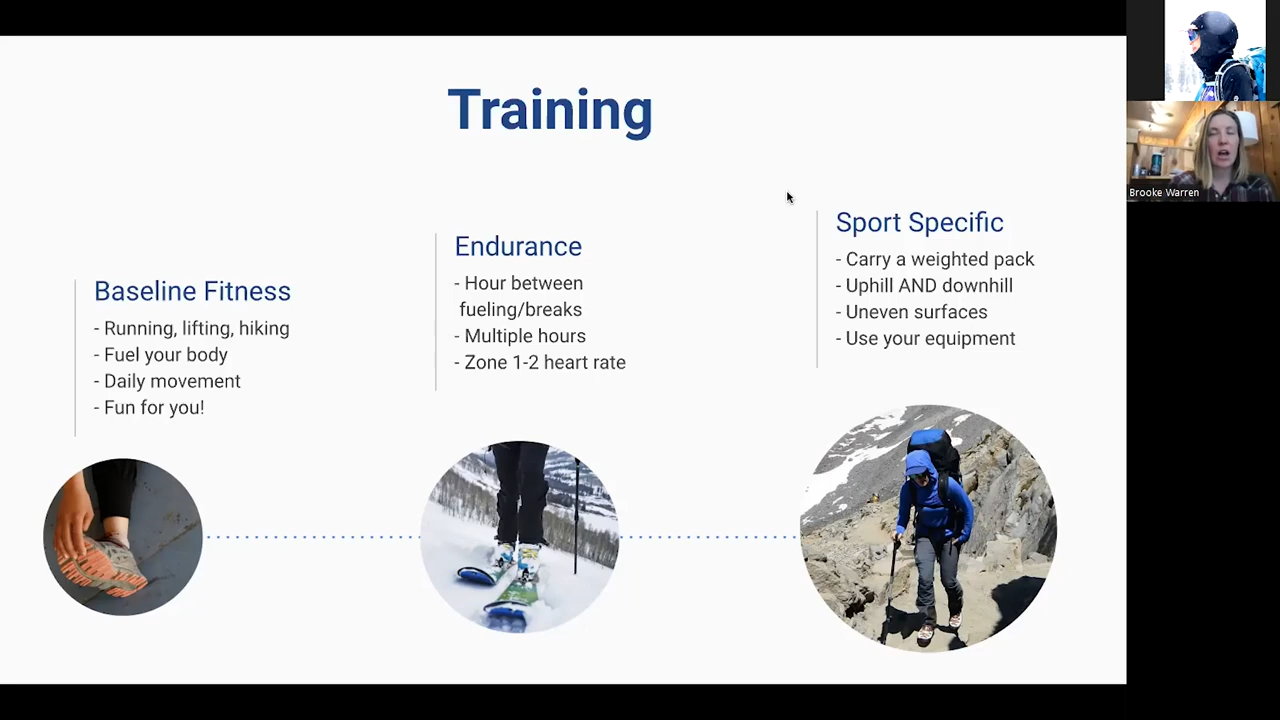 Training
Baseline Fitness
- Running, lifting, hiking
- Fuel your body
- Daily movement
- Fun for you!
Endurance
- Hour between
fueling/breaks
- Multiple hours
- Zone 1-2 heart rate
Sport Specific
- Carry a weighted pack
- Uphill AND downhill
- Uneven surfaces
- Use your equipment
Brooke Warren